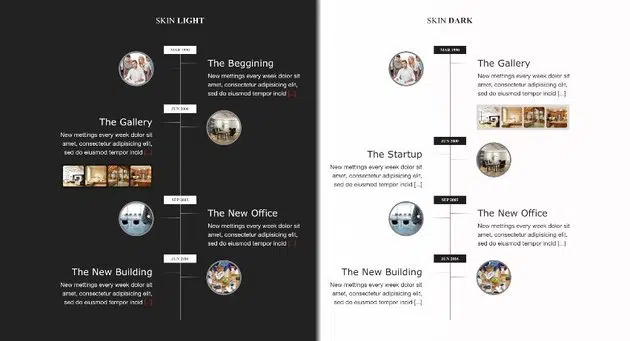 SKIN LIGHT
MAR 1990
The Beggining
New mettings every week dolor sit
amet, consectetur adipisicing elit,
sed do eiusmod tempor incid [...]
JUN 2000
The Gallery
New mettings every week dolor sit
amet, consectetur adipisicing elit,
sed do eiusmod tempor incid [...]
SEP 2005
The New Office
New mettings every week dolor sit
amet, consectetur adipisicing elit,
sed do eiusmod tempor incid [...]
JUN 2016
The New Building
New mettings every week dolor sit
amet, consectetur adipisicing elit,
sed do eiusmod tempor incid [...]
SKIN DARK
MAR 1990
The Gallery
New mettings every week dolor sit
amet, consectetur adipisicing elit,
sed do eiusmod tempor incid [...]
JUN 2000
The Startup
New mettings every week dolor sit
amet, consectetur adipisicing elit,
sed do eiusmod tempor incid [...]
SEP 2005
The New Office
New mettings every week dolor sit
amet, consectetur adipisicing elit,
sed do eiusmod tempor incid [...]
JUN 2016
The New Building
New mettings every week dolor sit
amet, consectetur adipisicing elit,
sed do eiusmod tempor incid [...]